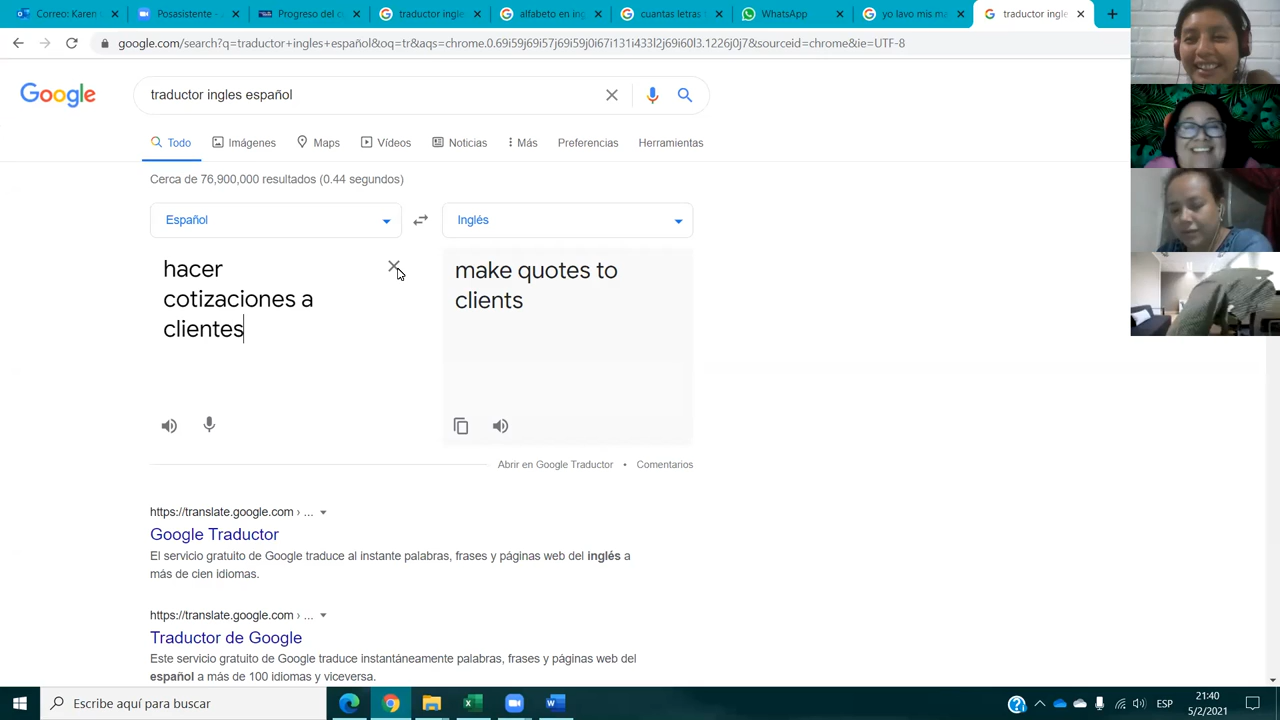 Correo: Karen
Posasistente -
Progreso del co
traductor ingle
alfabeto en ing
cuantas letras
WhatsApp
yo lavo mis ma
traductor ingle
google.com/search?q=traductor+ingles+español&oq=tr&aqs=chrome.0.69i59j69i57j69i59j0i67i131i433l2j69i60l3.1226j0j7&sourceid=chrome&ie=UTF-8
Google
traductor ingles español
Todo
Imágenes
Maps
Vídeos
Noticias
Más
Preferencias
Herramientas
Cerca de 76,900,000 resultados (0.44 segundos)
Español
Inglés
hacer
cotizaciones a
clientes
make quotes to
clients
Abrir en Google Traductor • Comentarios
https://translate.google.com › ...
Google Traductor
El servicio gratuito de Google traduce al instante palabras, frases y páginas web del inglés a
más de cien idiomas.
https://translate.google.com › ...
Traductor de Google
Este servicio gratuito de Google traduce instantáneamente palabras, frases y páginas web del
español a más de 100 idiomas y viceversa.
Escribe aquí para buscar
ESP
21:40
5/2/2021